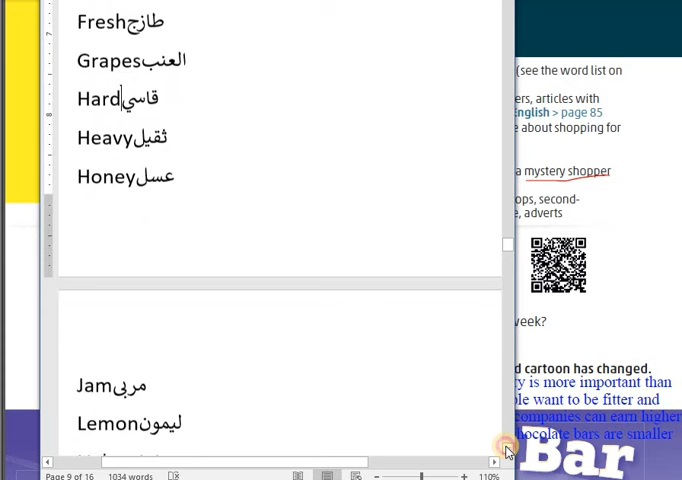 Freshطازج
Grapesالعنب
Hardقاسي
Heavyثقيل
Honeyعسل
Jamمربى
Lemonليمون
Page 9 of 16
1034 words
110%
(see the word list on
ers, articles with
English > page 85
e about shopping for
a mystery shopper
ops, second-
e, adverts
week?
d cartoon has changed.
ty is more important than
ple want to be fitter and
companies can earn higher
hocolate bars are smaller
Bar